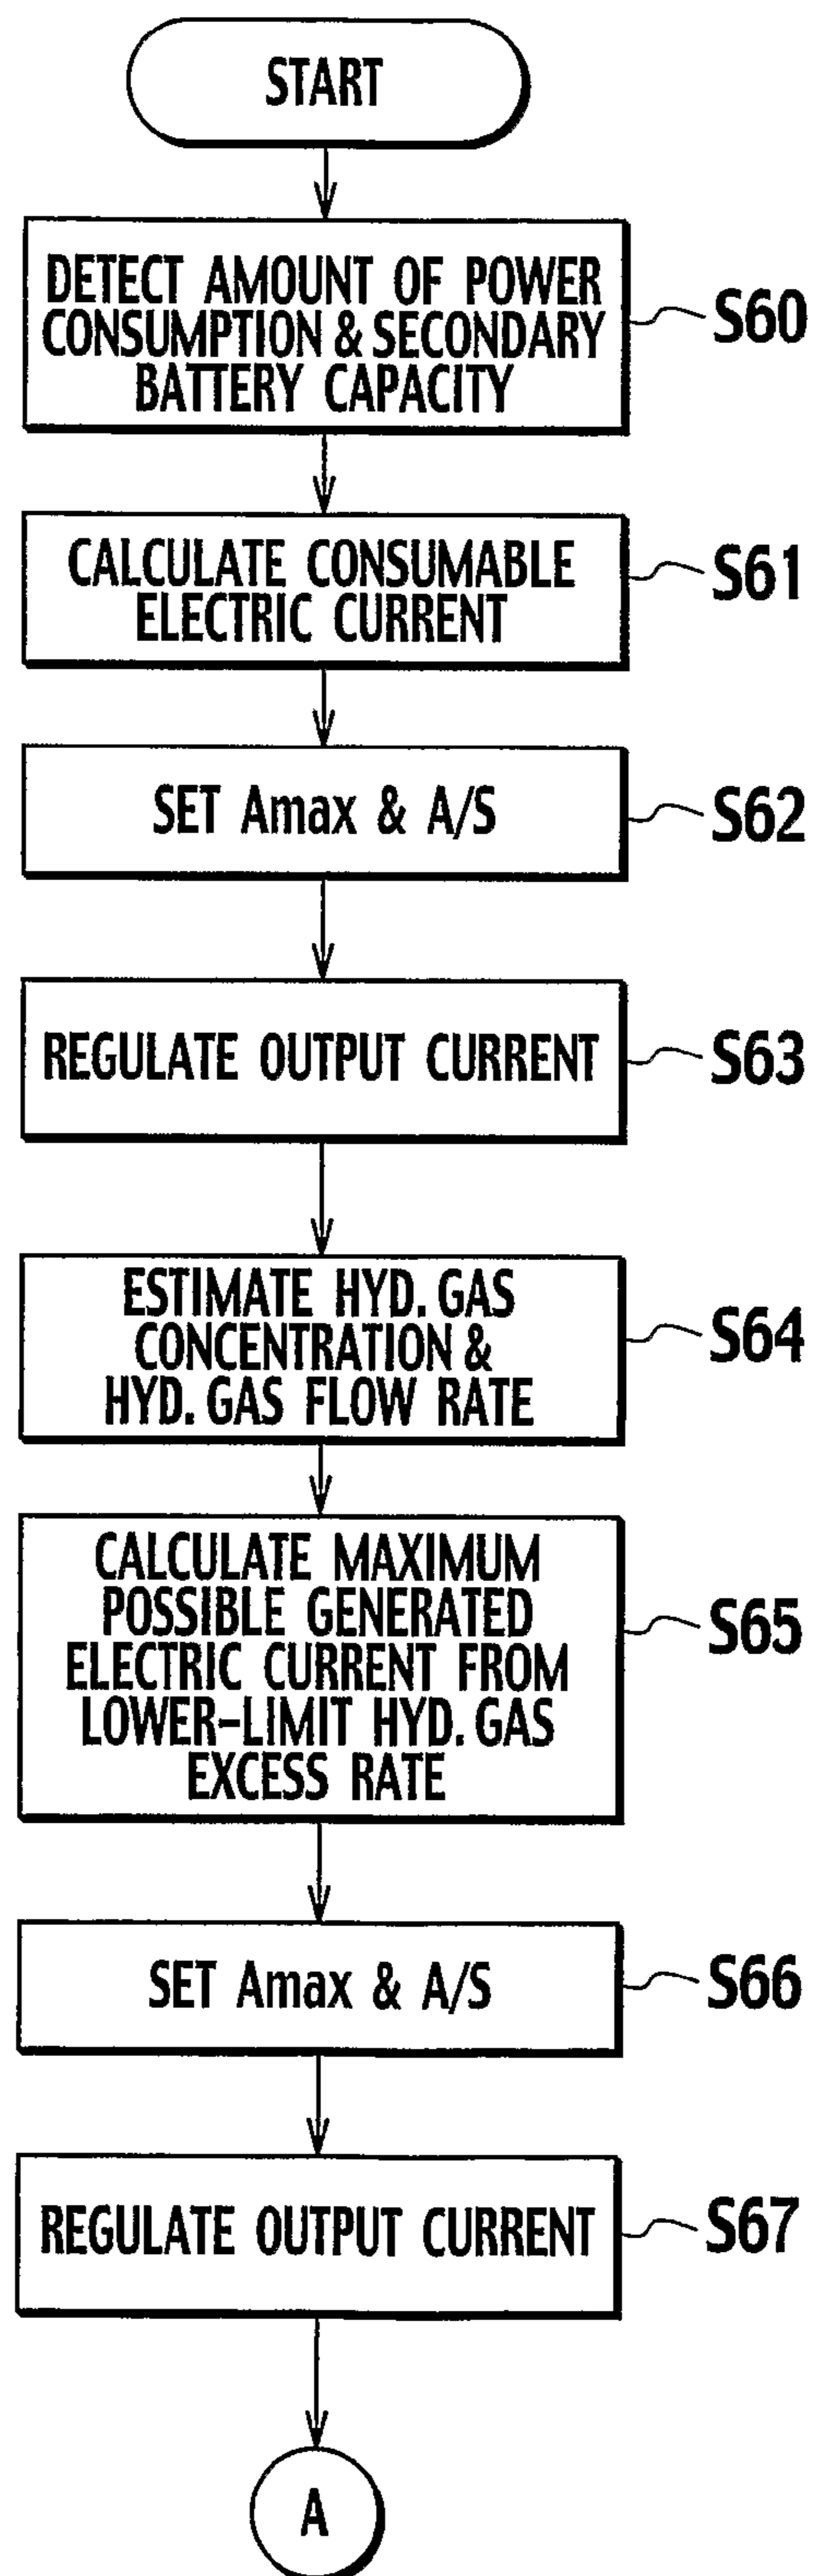 START
DETECT AMOUNT OF POWER
CONSUMPTION & SECONDARY
BATTERY CAPACITY
S60
CALCULATE CONSUMABLE
ELECTRIC CURRENT
S61
SET Amax & A/S
S62
REGULATE OUTPUT CURRENT
S63
ESTIMATE HYD. GAS
CONCENTRATION &
HYD. GAS FLOW RATE
S64
CALCULATE MAXIMUM
POSSIBLE GENERATED
ELECTRIC CURRENT FROM
LOWER-LIMIT HYD. GAS
EXCESS RATE
S65
SET Amax & A/S
S66
REGULATE OUTPUT CURRENT
S67
A